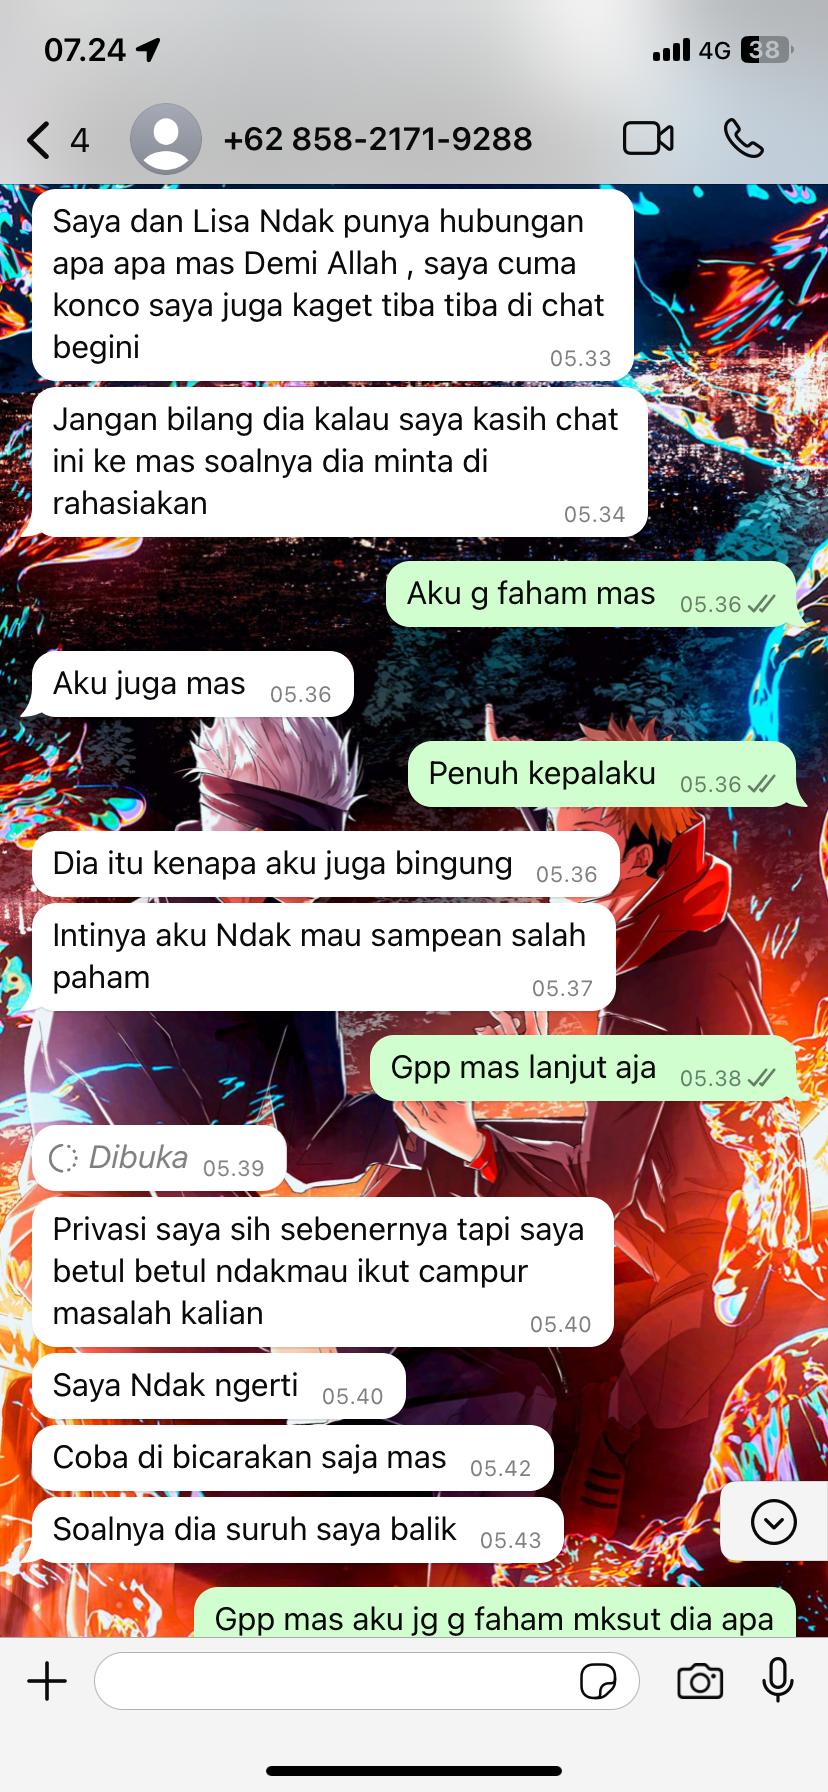 07.24
4G 38
4 +62 858-2171-9288
Saya dan Lisa Ndak punya hubungan
apa apa mas Demi Allah , saya cuma
konco saya juga kaget tiba tiba di chat
begini 05.33
Jangan bilang dia kalau saya kasih chat
ini ke mas soalnya dia minta di
rahasiakan 05.34
Aku g faham mas 05.36
Aku juga mas 05.36
Penuh kepalaku 05.36
Dia itu kenapa aku juga bingung 05.36
Intinya aku Ndak mau sampean salah
paham 05.37
Gpp mas lanjut aja 05.38
Dibuka 05.39
Privasi saya sih sebenernya tapi saya
betul betul ndakmau ikut campur
masalah kalian 05.40
Saya Ndak ngerti 05.40
Coba di bicarakan saja mas 05.42
Soalnya dia suruh saya balik 05.43
Gpp mas aku jg g faham mksut dia apa